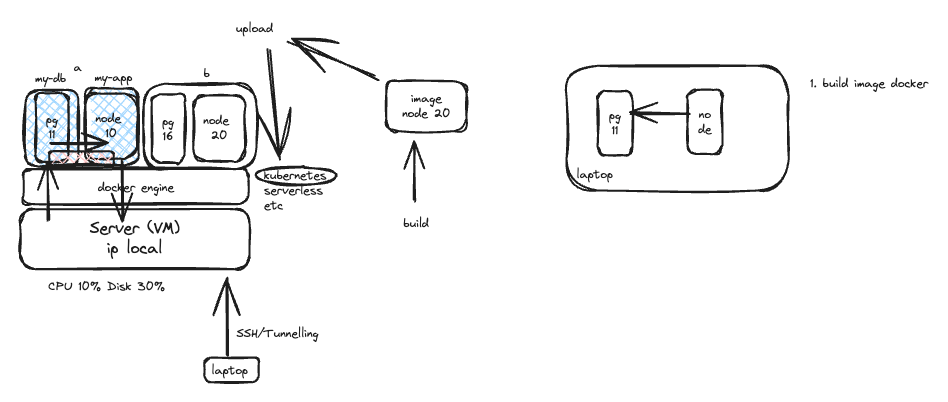 upload
a
b
my-db
my-app
pg
11
node
10
pg
16
node
20
docker engine
Server (VM)
ip local
CPU 10% Disk 30%
SSH/Tunnelling
laptop
kubernetes
serverless
etc
image
node 20
build
pg
11
no
de
laptop
1. build image docker